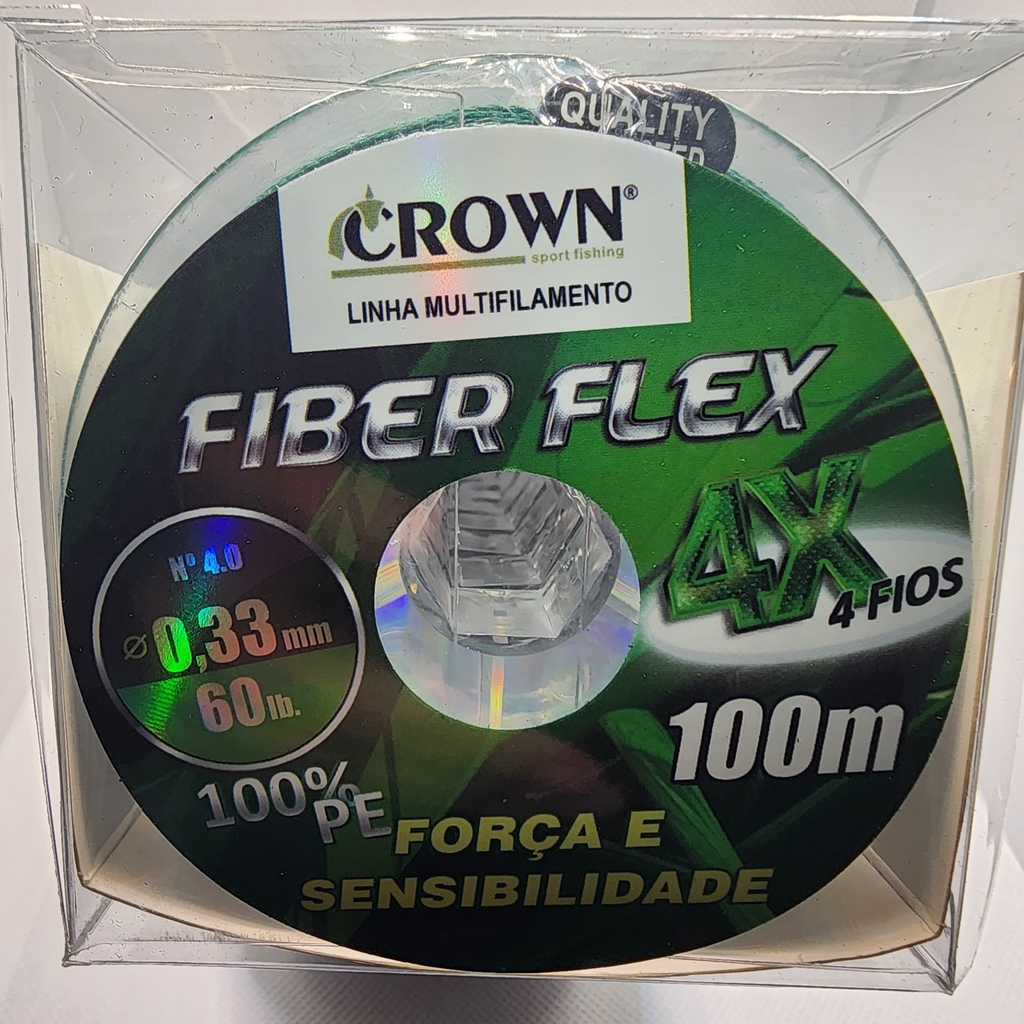 QUALITY
CROWN®
sport fishing
LINHA MULTIFILAMENTO
FIBER FLEX
4X
4 FIOS
Nº 4.0
Ø 0,33 mm
60 lb.
100m
100%
PE
FORÇA E
SENSIBILIDADE